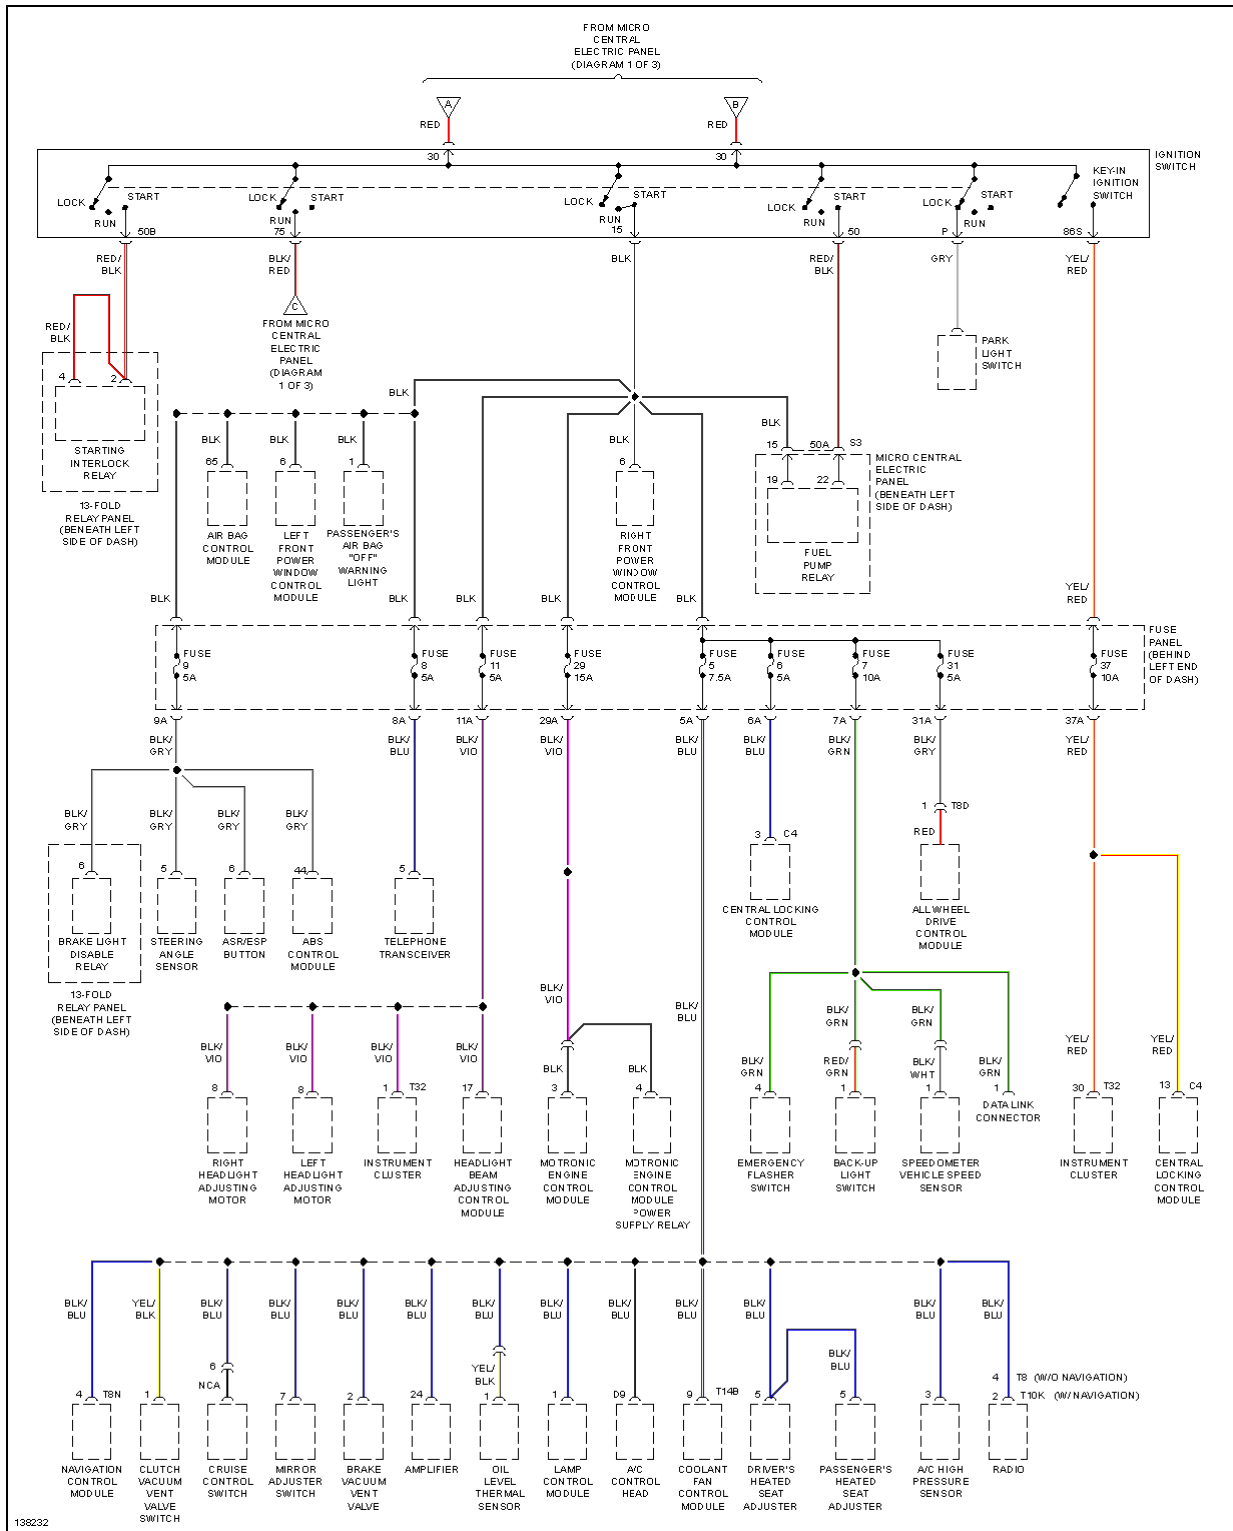 FROM MICRO
CENTRAL
ELECTRIC PANEL
(DIAGRAM 1 OF 3)
A
B
RED
RED
30
30
IGNITION
SWITCH
LOCK
RUN
START
LOCK
RUN
START
LOCK
RUN
START
LOCK
RUN
START
LOCK
RUN
START
KEY-IN
IGNITION
SWITCH
50B
75
15
50
P
86S
RED/
BLK
BLK/
RED
BLK
RED/
BLK
GRY
YEL/
RED
C
FROM MICRO
CENTRAL
ELECTRIC
PANEL
(DIAGRAM
1 OF 3)
RED/
BLK
4
2
STARTING
INTERLOCK
RELAY
13-FOLD
RELAY PANEL
(BENEATH LEFT
SIDE OF DASH)
PARK
LIGHT
SWITCH
BLK
BLK
BLK
BLK
BLK
BLK
65
6
1
6
15
50A
S3
19
22
AIR BAG
CONTROL
MODULE
LEFT
FRONT
POWER
WINDOW
CONTROL
MODULE
PASSENGER'S
AIR BAG
"OFF"
WARNING
LIGHT
RIGHT
FRONT
POWER
WINDOW
CONTROL
MODULE
FUEL
PUMP
RELAY
MICRO CENTRAL
ELECTRIC
PANEL
(BENEATH LEFT
SIDE OF DASH)
BLK
BLK
BLK
BLK
BLK
YEL/
RED
FUSE
9
5A
FUSE
8
5A
FUSE
11
5A
FUSE
29
15A
FUSE
5
7.5A
FUSE
6
5A
FUSE
7
10A
FUSE
31
5A
FUSE
37
10A
FUSE
PANEL
(BEHIND
LEFT END
OF DASH)
9A
8A
11A
29A
5A
6A
7A
31A
37A
BLK/
GRY
BLK/
BLU
BLK/
VIO
BLK/
VIO
BLK/
BLU
BLK/
BLU
BLK/
GRN
BLK/
GRY
YEL/
RED
BLK/
GRY
BLK/
GRY
BLK/
GRY
BLK/
GRY
6
5
6
44
5
3
C4
1
T8D
RED
BRAKE LIGHT
DISABLE
RELAY
STEERING
ANGLE
SENSOR
ASR/ESP
BUTTON
ABS
CONTROL
MODULE
TELEPHONE
TRANSCEIVER
CENTRAL LOCKING
CONTROL
MODULE
ALL WHEEL
DRIVE
CONTROL
MODULE
13-FOLD
RELAY PANEL
(BENEATH LEFT
SIDE OF DASH)
BLK/
VIO
BLK/
BLU
BLK/
GRN
BLK/
GRN
BLK/
VIO
BLK/
VIO
BLK/
VIO
BLK/
VIO
BLK
BLK
BLK/
GRN
RED/
GRN
BLK/
WHT
BLK/
GRN
YEL/
RED
YEL/
RED
8
8
1
T32
17
3
4
4
1
1
1
30
T32
13
C4
RIGHT
HEADLIGHT
ADJUSTING
MOTOR
LEFT
HEADLIGHT
ADJUSTING
MOTOR
INSTRUMENT
CLUSTER
HEADLIGHT
BEAM
ADJUSTING
CONTROL
MODULE
MOTRONIC
ENGINE
CONTROL
MODULE
MOTRONIC
ENGINE
CONTROL
MODULE
POWER
SUPPLY RELAY
EMERGENCY
FLASHER
SWITCH
BACK-UP
LIGHT
SWITCH
SPEEDOMETER
VEHICLE SPEED
SENSOR
DATA LINK
CONNECTOR
INSTRUMENT
CLUSTER
CENTRAL
LOCKING
CONTROL
MODULE
BLK/
BLU
YEL/
BLK
BLK/
BLU
BLK/
BLU
BLK/
BLU
BLK/
BLU
BLK/
BLU
BLK/
BLU
BLK/
BLU
BLK/
BLU
BLK/
BLU
BLK/
BLU
BLK/
BLU
BLK/
BLU
6
NCA
YEL/
BLK
4
T8 (W/O NAVIGATION)
4
T8N
1
7
2
24
1
1
D9
9
T14B
5
5
3
2
T10K (W/NAVIGATION)
NAVIGATION
CONTROL
MODULE
CLUTCH
VACUUM
VENT
VALVE
SWITCH
CRUISE
CONTROL
SWITCH
MIRROR
ADJUSTER
SWITCH
BRAKE
VACUUM
VENT
VALVE
AMPLIFIER
OIL
LEVEL
THERMAL
SENSOR
LAMP
CONTROL
MODULE
A/C
CONTROL
HEAD
COOLANT
FAN
CONTROL
MODULE
DRIVER'S
HEATED
SEAT
ADJUSTER
PASSENGER'S
HEATED
SEAT
ADJUSTER
A/C HIGH
PRESSURE
SENSOR
RADIO
138232